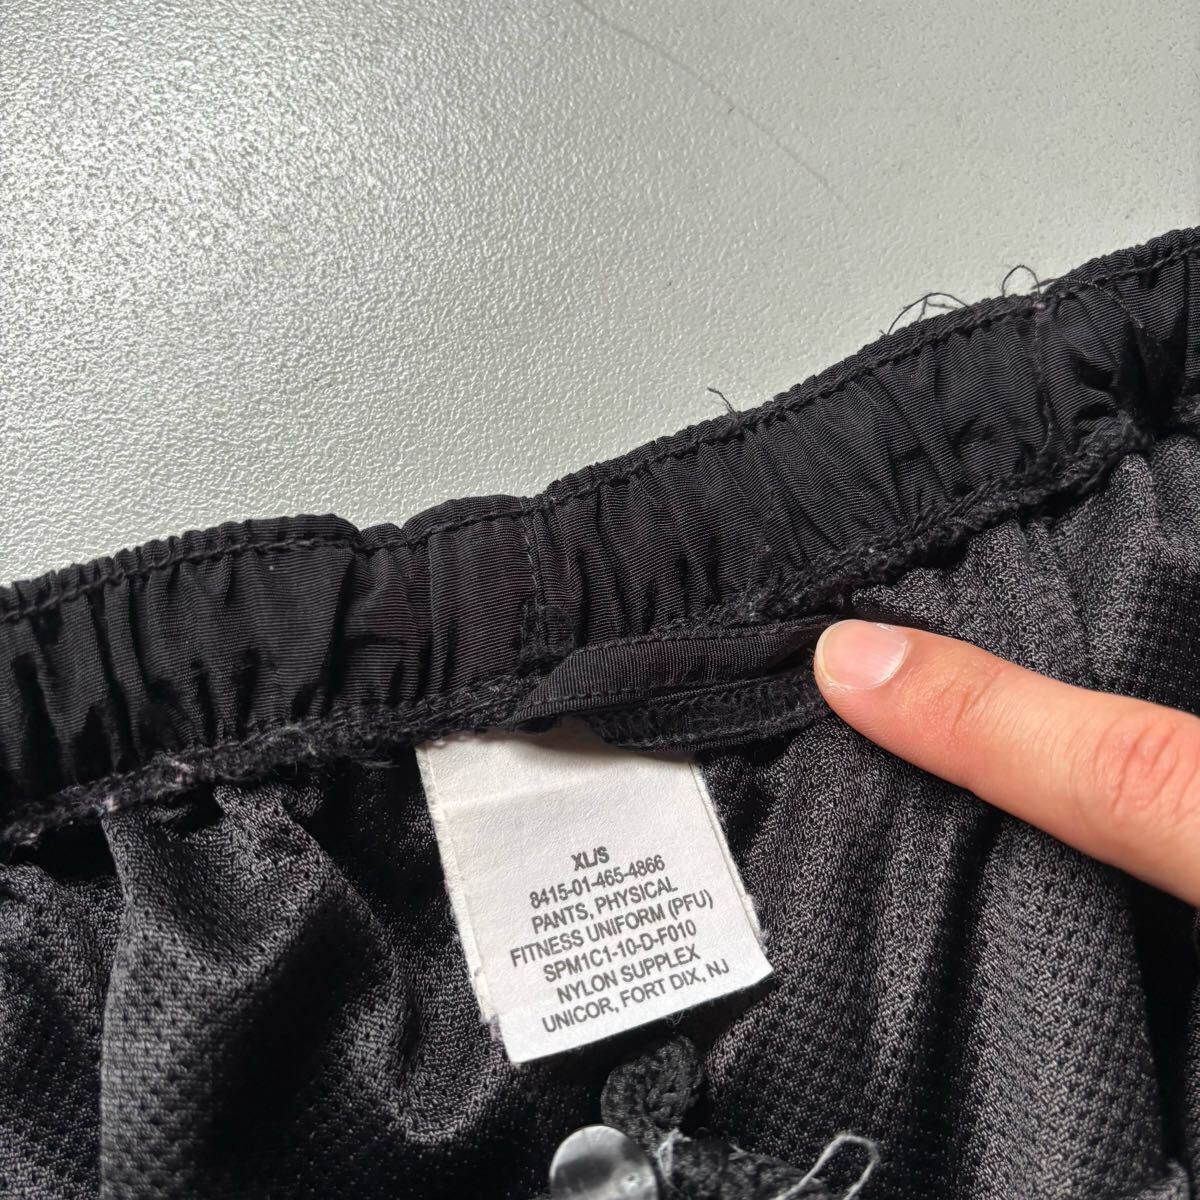 XL/S
8415-01-465-4866
PANTS, PHYSICAL
FITNESS UNIFORM (PFU)
SPM1C1-10-D-F010
NYLON SUPPLEX
UNICOR, FORT DIX, NJ